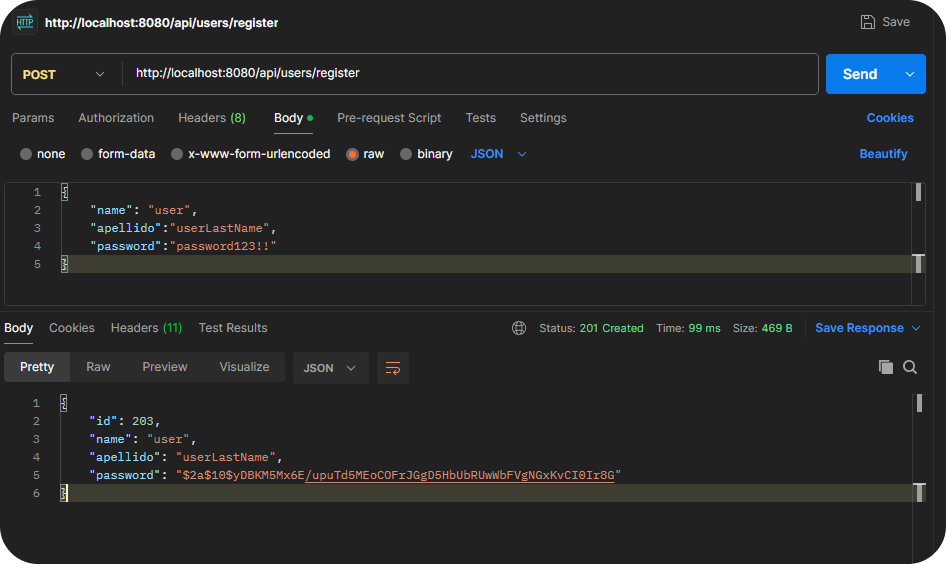 HTTP http://localhost:8080/api/users/register Save
POST http://localhost:8080/api/users/register Send
Params Authorization Headers (8) Body Pre-request Script Tests Settings Cookies
none form-data x-www-form-urlencoded raw binary JSON Beautify
1 {
2 "name": "user",
3 "apellido":"userLastName",
4 "password":"password123!!"
5 }
Body Cookies Headers (11) Test Results Status: 201 Created Time: 99 ms Size: 469 B Save Response
Pretty Raw Preview Visualize JSON
1 {
2 "id": 203,
3 "name": "user",
4 "apellido": "userLastName",
5 "password": "$2a$10$yDBKM5Mx6E/upuTd5MEoCOFrJGgD5HbUbRUwWbFVgNGxKvCI0Ir8G"
6 }